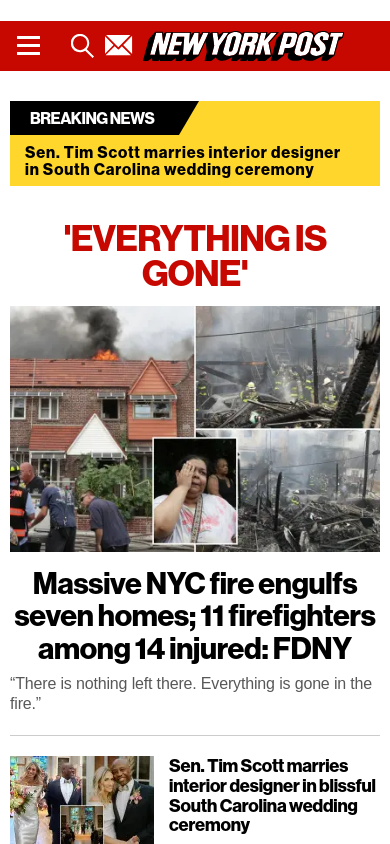 NEW YORK POST
BREAKING NEWS
Sen. Tim Scott marries interior designer
in South Carolina wedding ceremony
'EVERYTHING IS
GONE'
Massive NYC fire engulfs
seven homes; 11 firefighters
among 14 injured: FDNY
“There is nothing left there. Everything is gone in the
fire.”
Sen. Tim Scott marries
interior designer in blissful
South Carolina wedding
ceremony